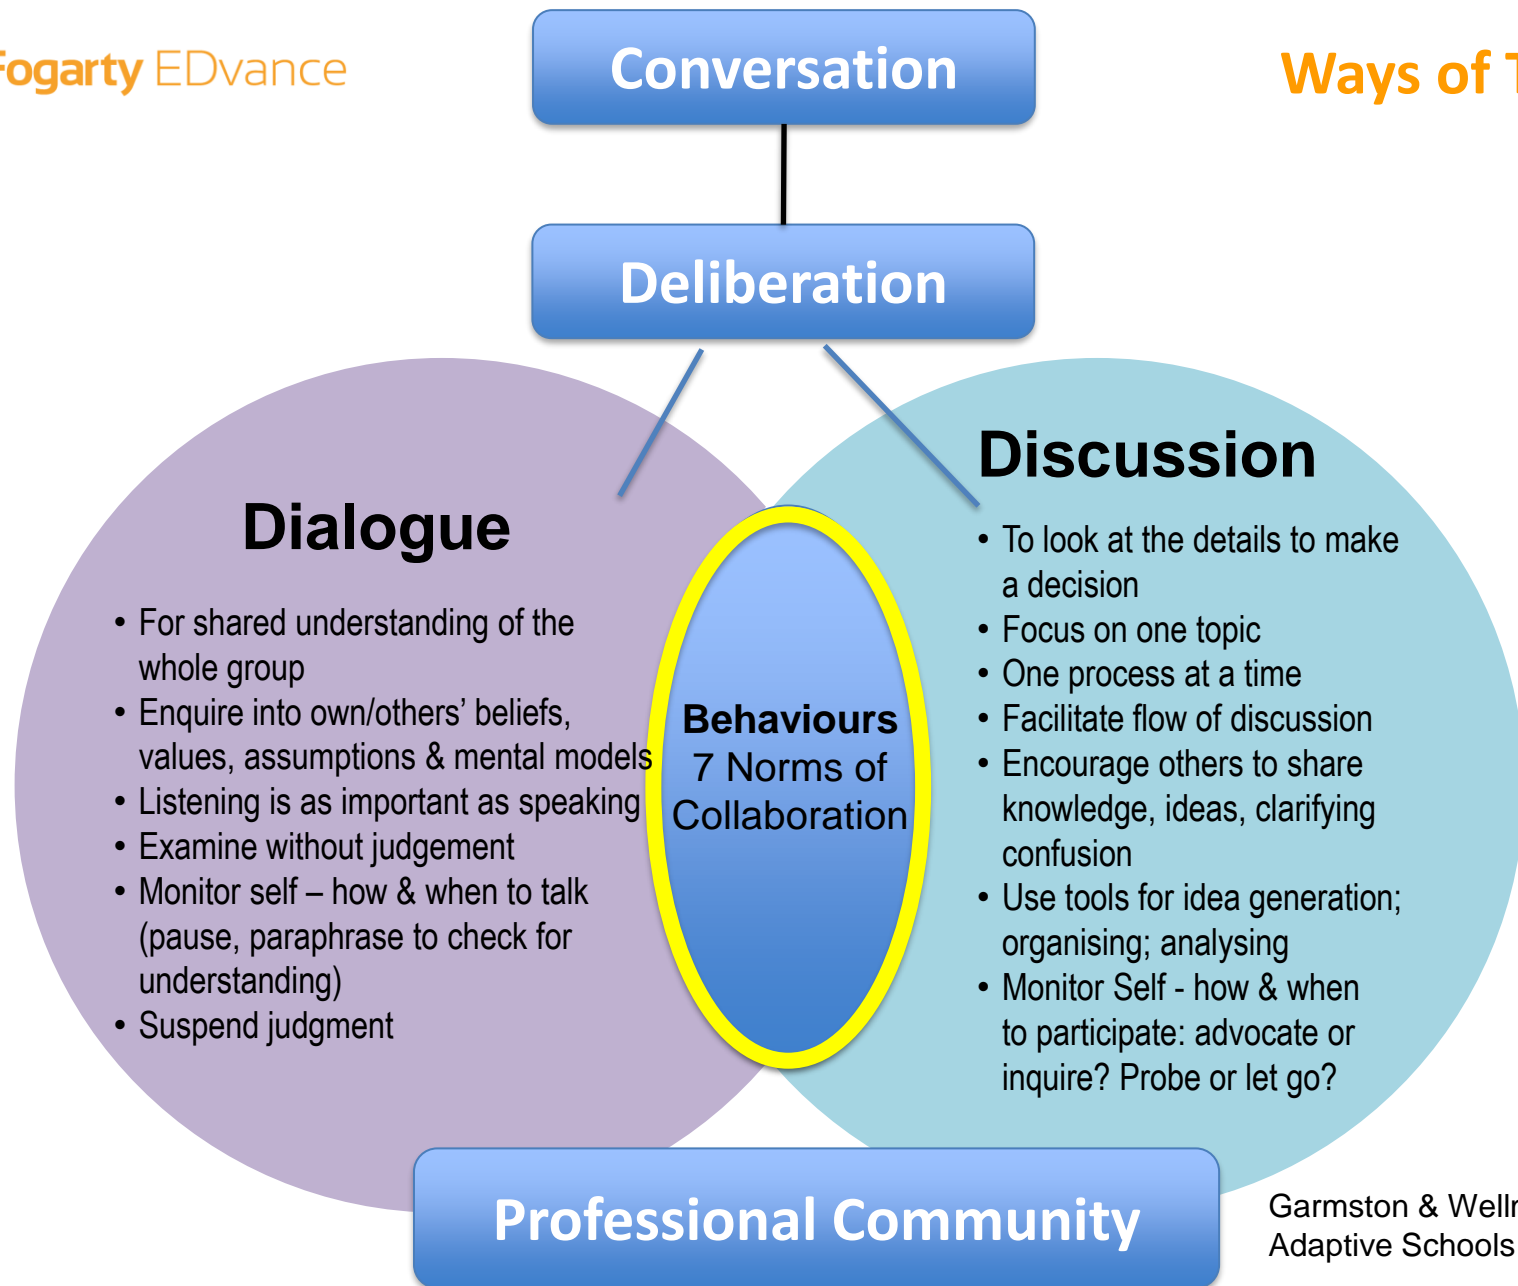 Fogarty EDvance
Conversation
Ways of
Deliberation
Dialogue
• For shared understanding of the
whole group
• Enquire into own/others’ beliefs,
values, assumptions & mental models
• Listening is as important as speaking
• Examine without judgement
• Monitor self – how & when to talk
(pause, paraphrase to check for
understanding)
• Suspend judgment
Behaviours
7 Norms of
Collaboration
Discussion
• To look at the details to make
a decision
• Focus on one topic
• One process at a time
• Facilitate flow of discussion
• Encourage others to share
knowledge, ideas, clarifying
confusion
• Use tools for idea generation;
organising; analysing
• Monitor Self - how & when
to participate: advocate or
inquire? Probe or let go?
Professional Community
Garmston &
Adaptive Schools